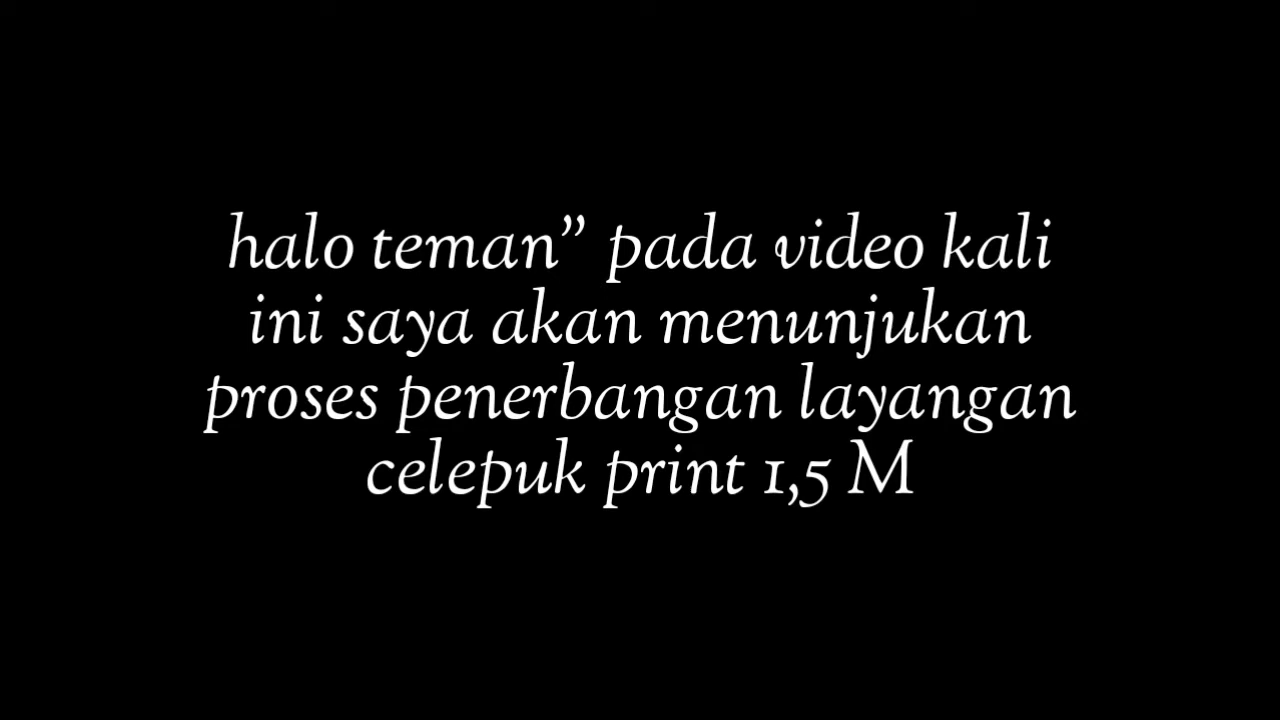 halo teman” pada video kali
ini saya akan menunjukan
proses penerbangan layangan
celepuk print 1,5 M